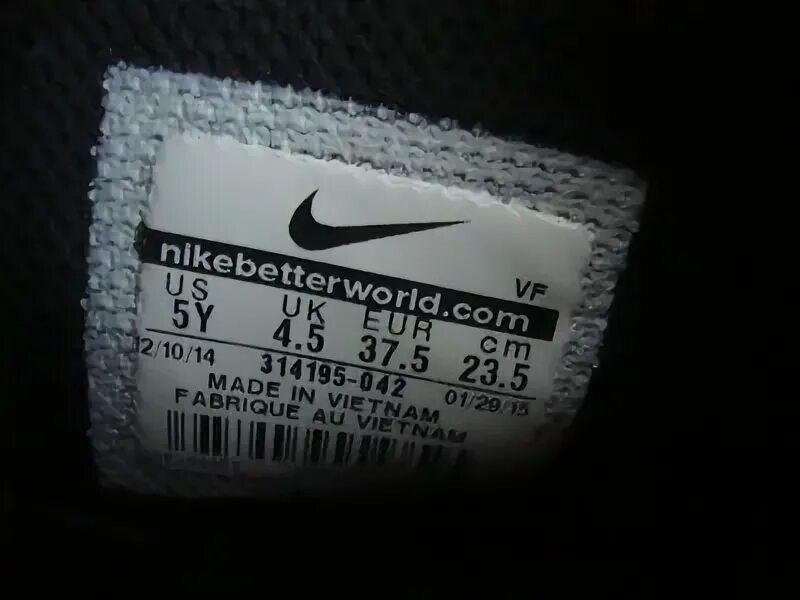 VF
nikebetterworld.com
US UK EUR cm
5Y 4.5 37.5 23.5
12/10/14 314195-042 01/29/15
MADE IN VIETNAM
FABRIQUE AU VIETNAM